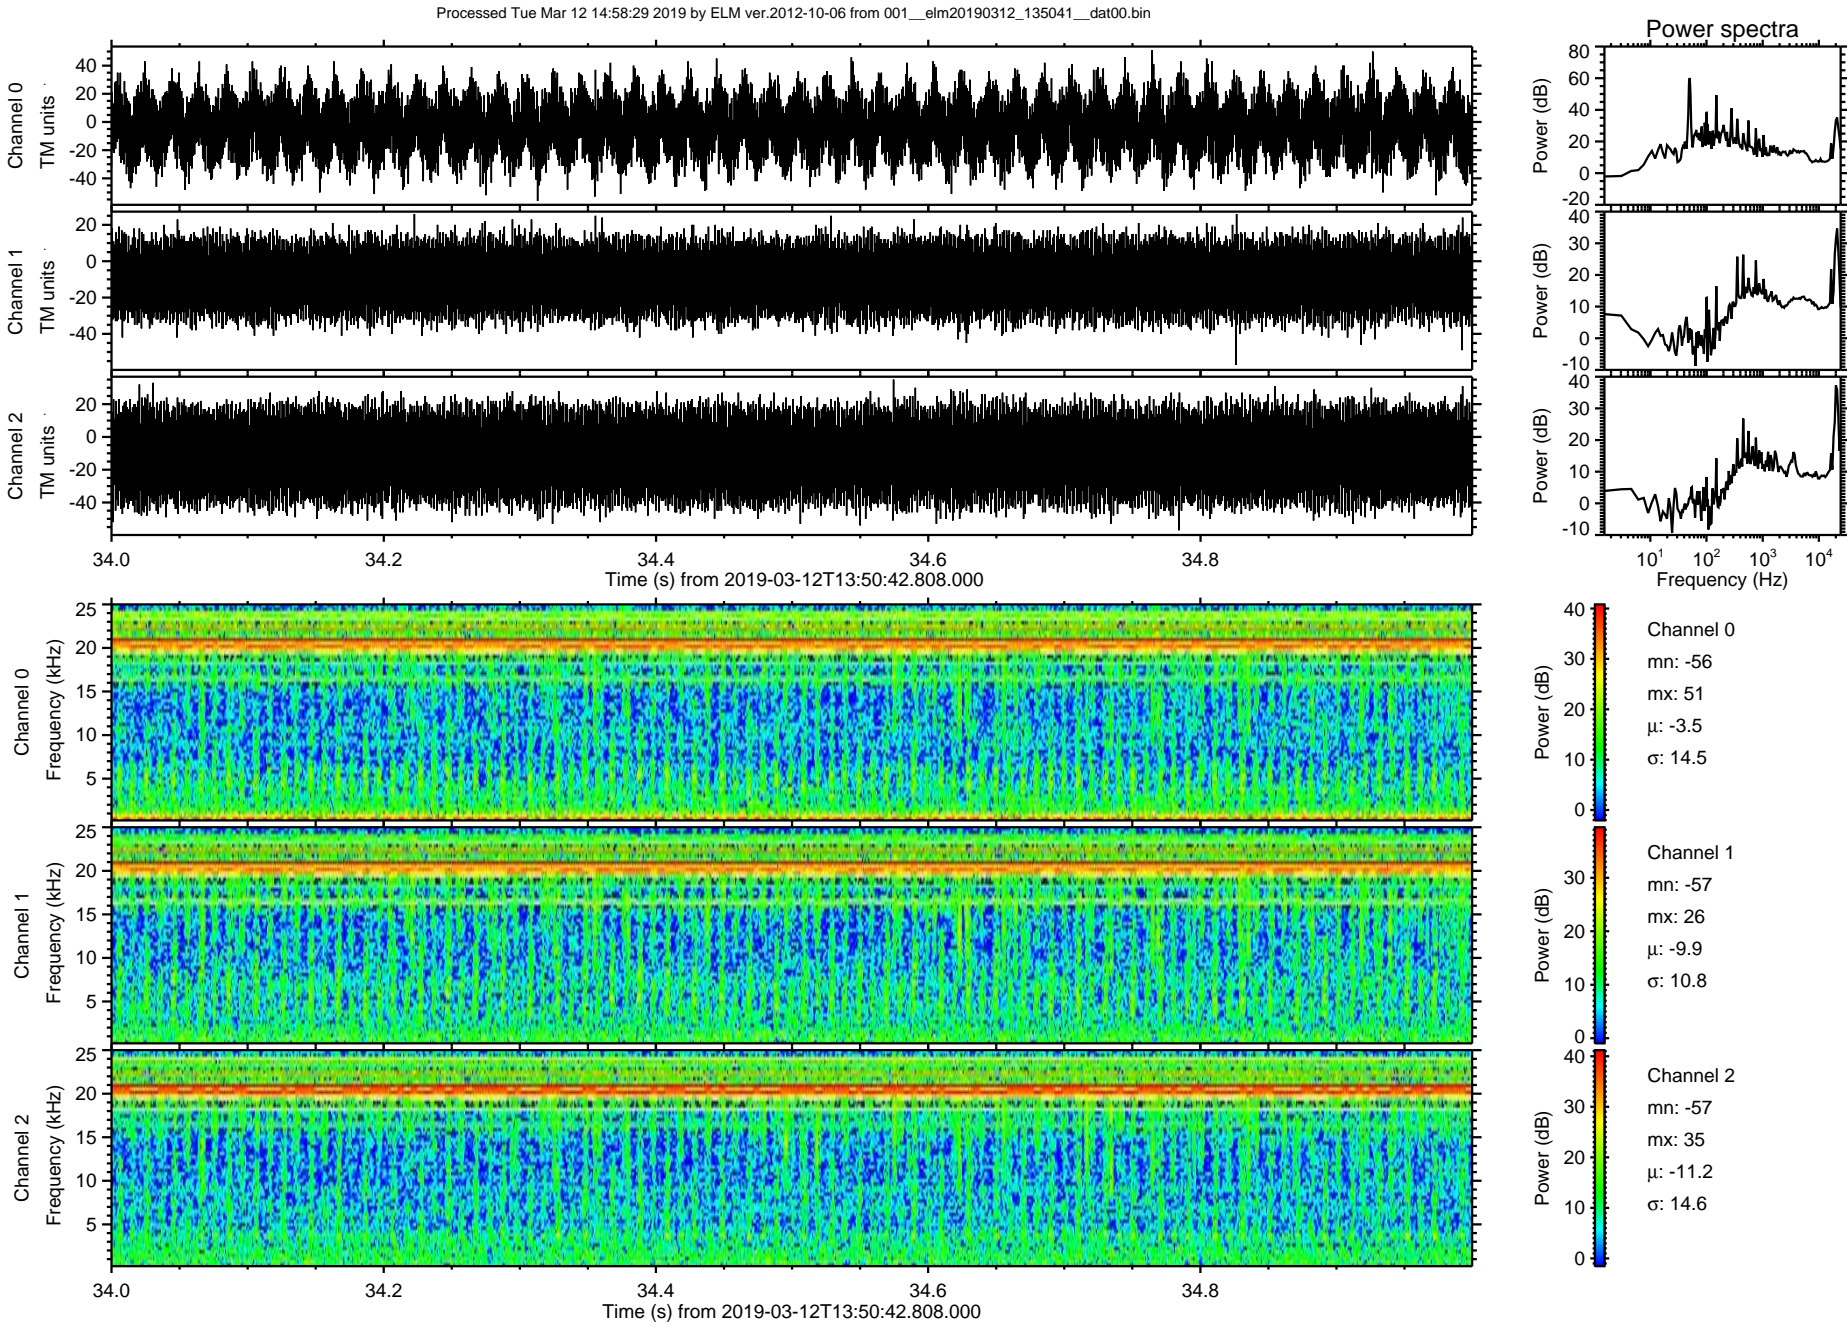 Processed Tue Mar 12 14:58:29 2019 by ELM ver.2012-10-06 from 001__elm20190312_135041__dat00.bin
Power spectra
Channel 0
TM units
40
20
0
-20
-40
Power (dB)
80
60
40
20
0
-20
Channel 1
TM units
20
0
-20
-40
Power (dB)
40
30
20
10
0
-10
Channel 2
TM units
20
0
-20
-40
Power (dB)
40
30
20
10
0
-10
34.0 34.2 34.4 34.6 34.8
Time (s) from 2019-03-12T13:50:42.808.000
10¹ 10² 10³ 10⁴
Frequency (Hz)
Channel 0
Frequency (kHz)
25
20
15
10
5
Power (dB)
40
30
20
10
0
Channel 0
mn: -56
mx: 51
µ: -3.5
σ: 14.5
Channel 1
Frequency (kHz)
25
20
15
10
5
Power (dB)
30
20
10
0
Channel 1
mn: -57
mx: 26
µ: -9.9
σ: 10.8
Channel 2
Frequency (kHz)
25
20
15
10
5
Power (dB)
40
30
20
10
0
Channel 2
mn: -57
mx: 35
µ: -11.2
σ: 14.6
34.0 34.2 34.4 34.6 34.8
Time (s) from 2019-03-12T13:50:42.808.000